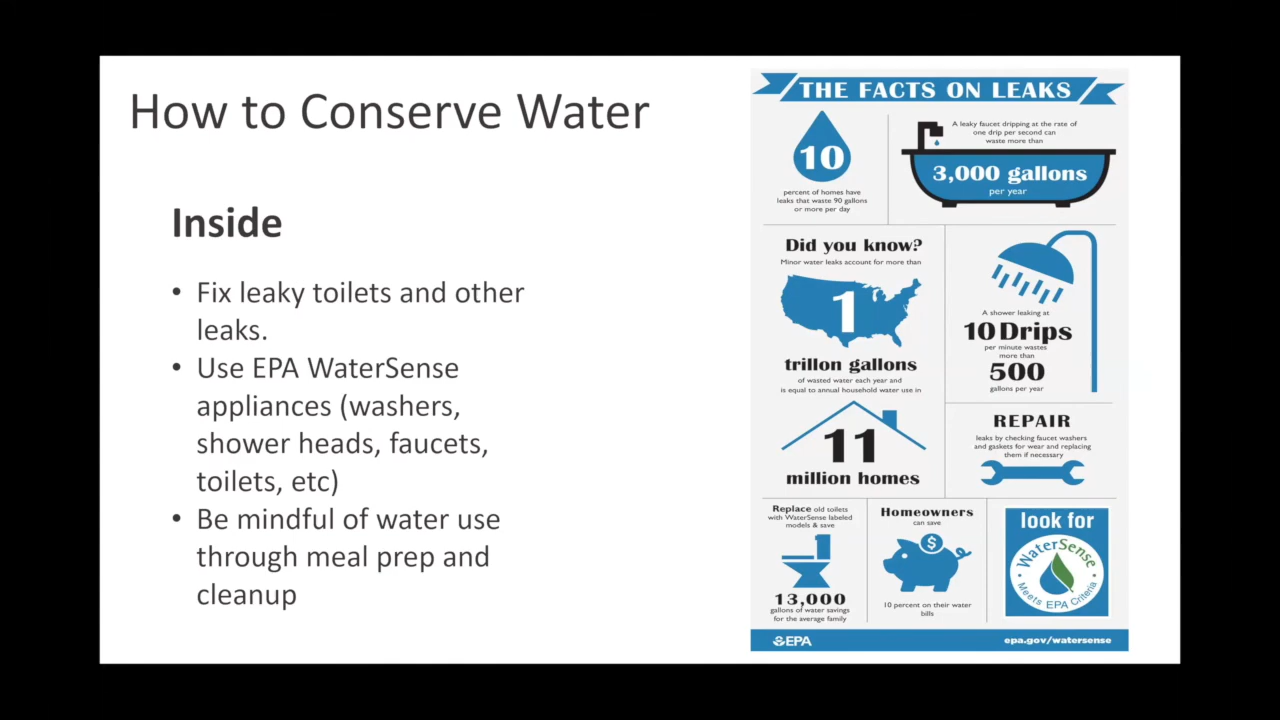 How to Conserve Water
Inside
• Fix leaky toilets and other
leaks.
• Use EPA WaterSense
appliances (washers,
shower heads, faucets,
toilets, etc)
• Be mindful of water use
through meal prep and
cleanup
THE FACTS ON LEAKS
10
percent of homes have
leaks that waste 90 gallons
or more per day
A leaky faucet dripping at the rate of
one drip per second can
waste more than
3,000 gallons
per year
Did you know?
Minor water leaks account for more than
1
trillon gallons
of wasted water each year and
is equal to annual household water use in
11
million homes
A shower leaking at
10 Drips
per minute wastes
more than
500
gallons per year
REPAIR
leaks by checking faucet washers
and gaskets for wear and replacing
them if necessary
Replace old toilets
with WaterSense labeled
models & save
13,000
gallons of water savings
for the average family
Homeowners
can save
$
10 percent on their water
bills
look for
WaterSense
• Meets EPA Criteria •
EPA
epa.gov/watersense